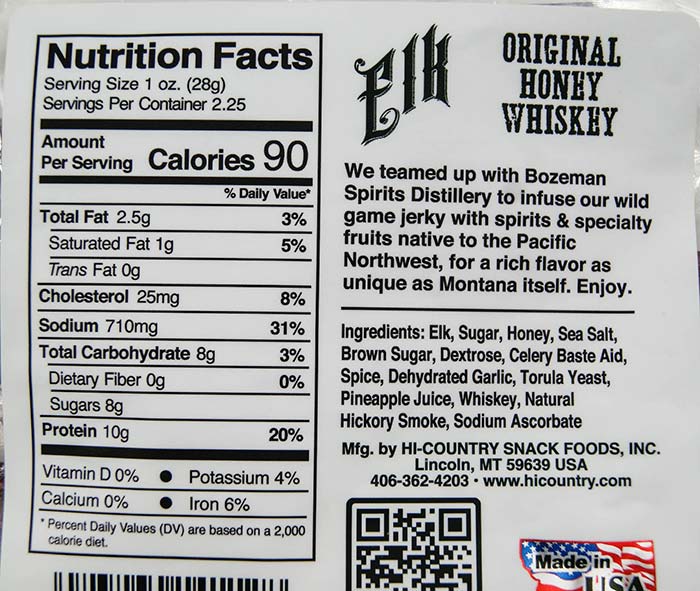 Nutrition Facts
Serving Size 1 oz. (28g)
Servings Per Container 2.25
Amount
Per Serving Calories 90
% Daily Value*
Total Fat 2.5g 3%
Saturated Fat 1g 5%
Trans Fat 0g
Cholesterol 25mg 8%
Sodium 710mg 31%
Total Carbohydrate 8g 3%
Dietary Fiber 0g 0%
Sugars 8g
Protein 10g 20%
Vitamin D 0% ● Potassium 4%
Calcium 0% ● Iron 6%
* Percent Daily Values (DV) are based on a 2,000
calorie diet.
Elk
ORIGINAL
HONEY
WHISKEY
We teamed up with Bozeman
Spirits Distillery to infuse our wild
game jerky with spirits & specialty
fruits native to the Pacific
Northwest, for a rich flavor as
unique as Montana itself. Enjoy.
Ingredients: Elk, Sugar, Honey, Sea Salt,
Brown Sugar, Dextrose, Celery Baste Aid,
Spice, Dehydrated Garlic, Torula Yeast,
Pineapple Juice, Whiskey, Natural
Hickory Smoke, Sodium Ascorbate
Mfg. by HI-COUNTRY SNACK FOODS, INC.
Lincoln, MT 59639 USA
406-362-4203 • www.hicountry.com
Made in
USA